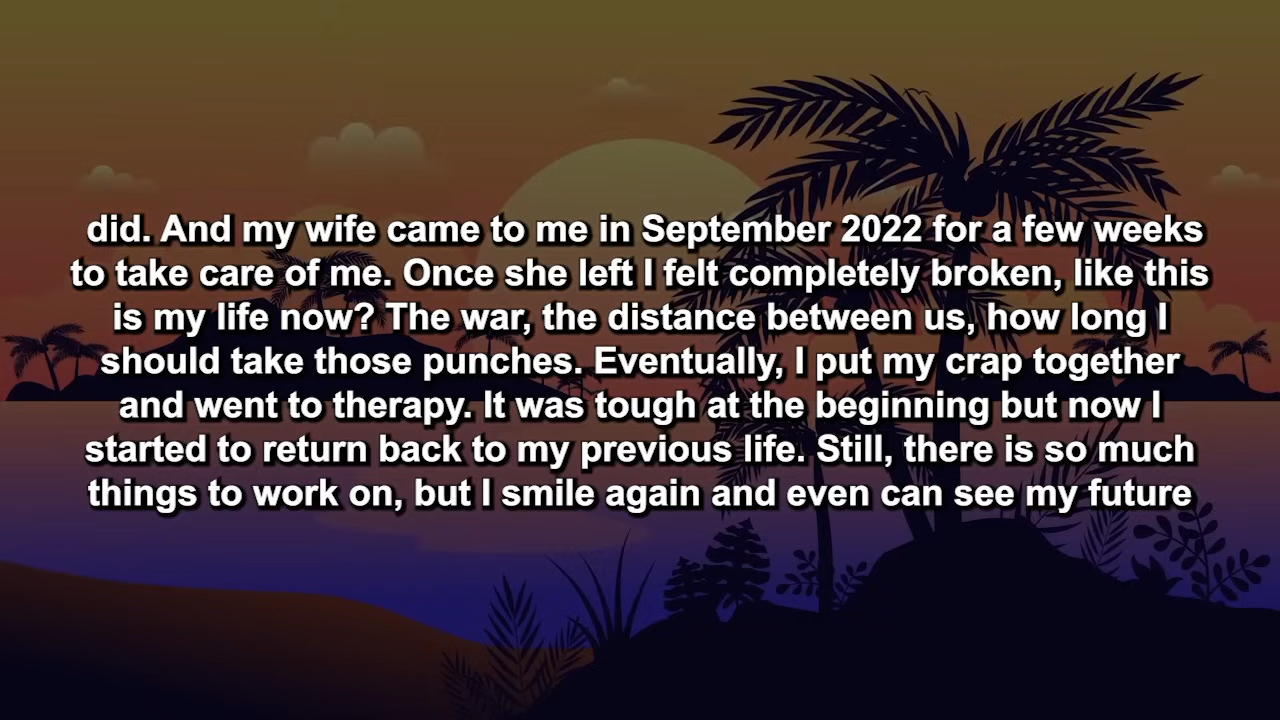 did. And my wife came to me in September 2022 for a few weeks
to take care of me. Once she left I felt completely broken, like this
is my life now? The war, the distance between us, how long I
should take those punches. Eventually, I put my crap together
and went to therapy. It was tough at the beginning but now I
started to return back to my previous life. Still, there is so much
things to work on, but I smile again and even can see my future